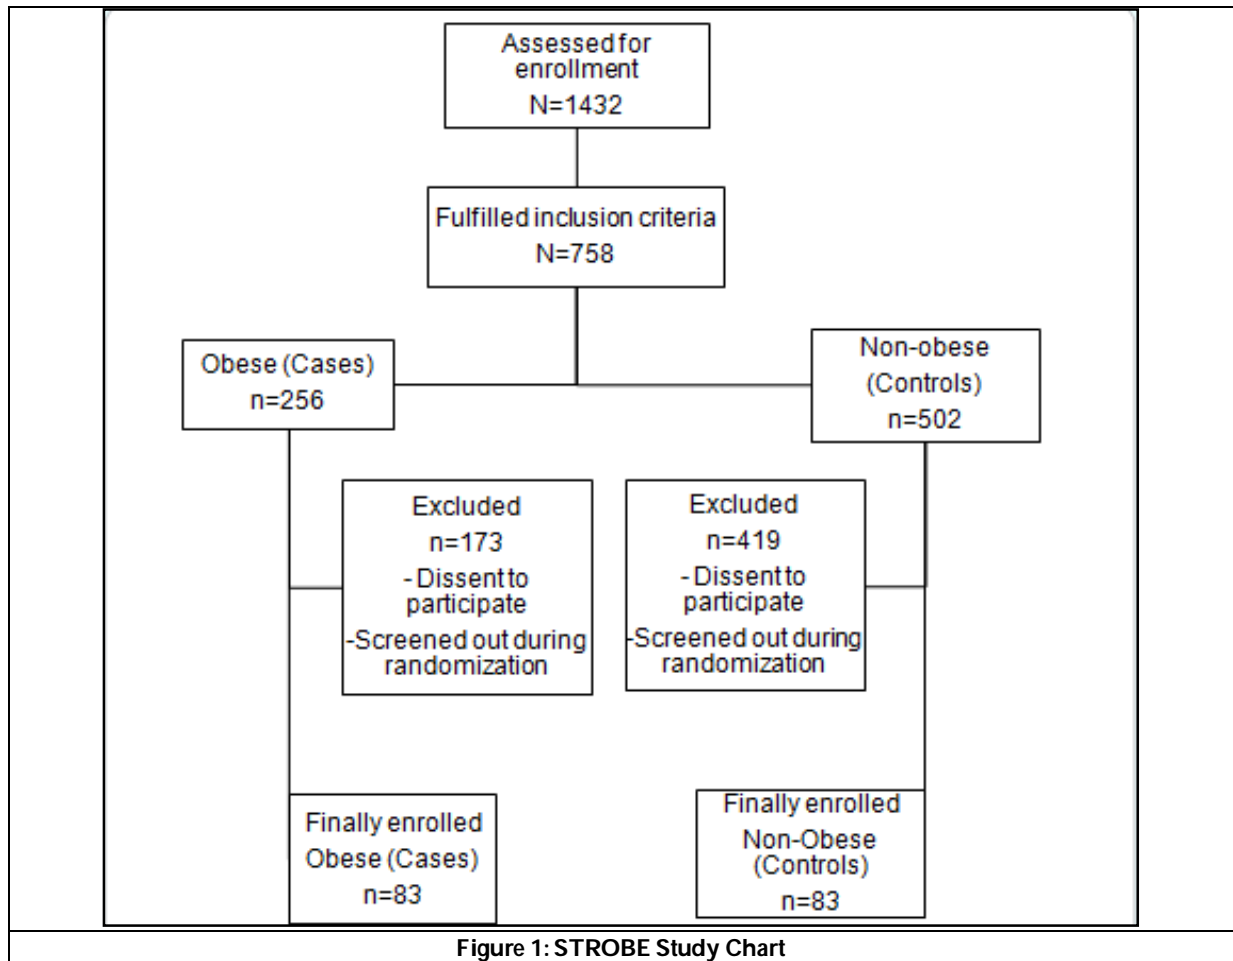 Assessed for
enrollment
N=1432
Fulfilled inclusion criteria
N=758
Obese (Cases)
n=256
Non-obese
(Controls)
n=502
Excluded
n=173
- Dissent to
participate
-Screened out during
randomization
Excluded
n=419
- Dissent to
participate
-Screened out during
randomization
Finally enrolled
Obese (Cases)
n=83
Finally enrolled
Non-Obese
(Controls)
n=83
Figure 1: STROBE Study Chart